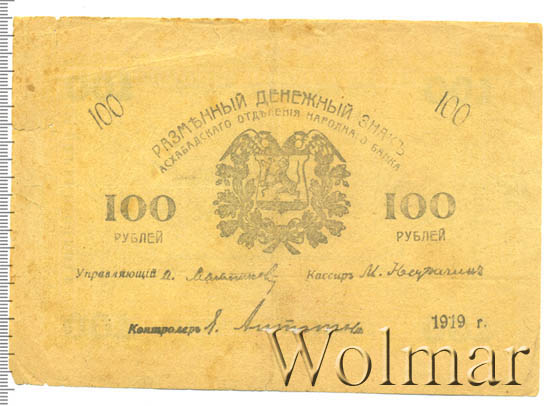 100 100
РАЗМѢННЫЙ ДЕНЕЖНЫЙ ЗНАКЪ
АСХАБАДСКАГО ОТДѢЛЕНІЯ НАРОДНАГО БАНКА
100 100
РУБЛЕЙ РУБЛЕЙ
Управляющій Кассиръ М.
Контролеръ 1919 г.
Wolmar